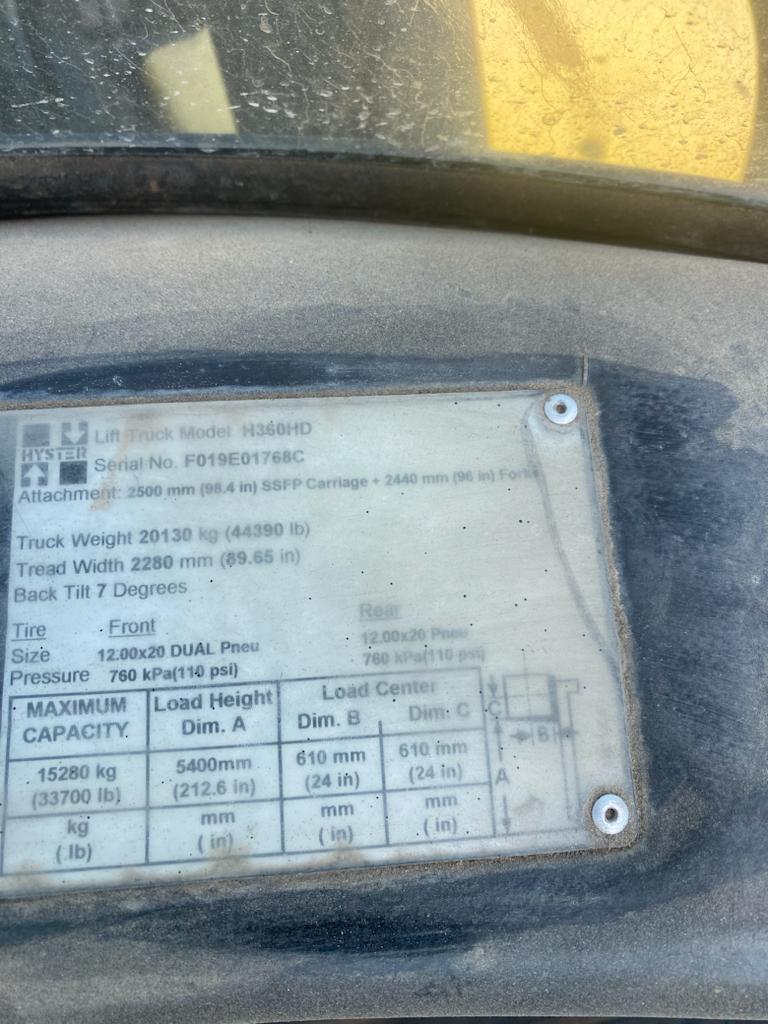 HYSTER
Lift Truck Model H360HD
Serial No. F019E01768C
Attachment: 2500 mm (98.4 in) SSFP Carriage + 2440 mm (96 in) Forks
Truck Weight 20130 kg (44390 lb)
Tread Width 2280 mm (89.65 in)
Back Tilt 7 Degrees
Tire Front Rear
Size 12.00x20 DUAL Pneu 12.00x20 Pneu
Pressure 760 kPa(110 psi) 760 kPa(110 psi)
MAXIMUM CAPACITY. Load Height Dim. A Load Center Dim. B Dim. C
15280 kg (33700 lb) 5400mm (212.6 in) 610 mm (24 in) 610 mm (24 in)
kg ( lb) mm ( in) mm ( in) mm ( in)
C
B
A